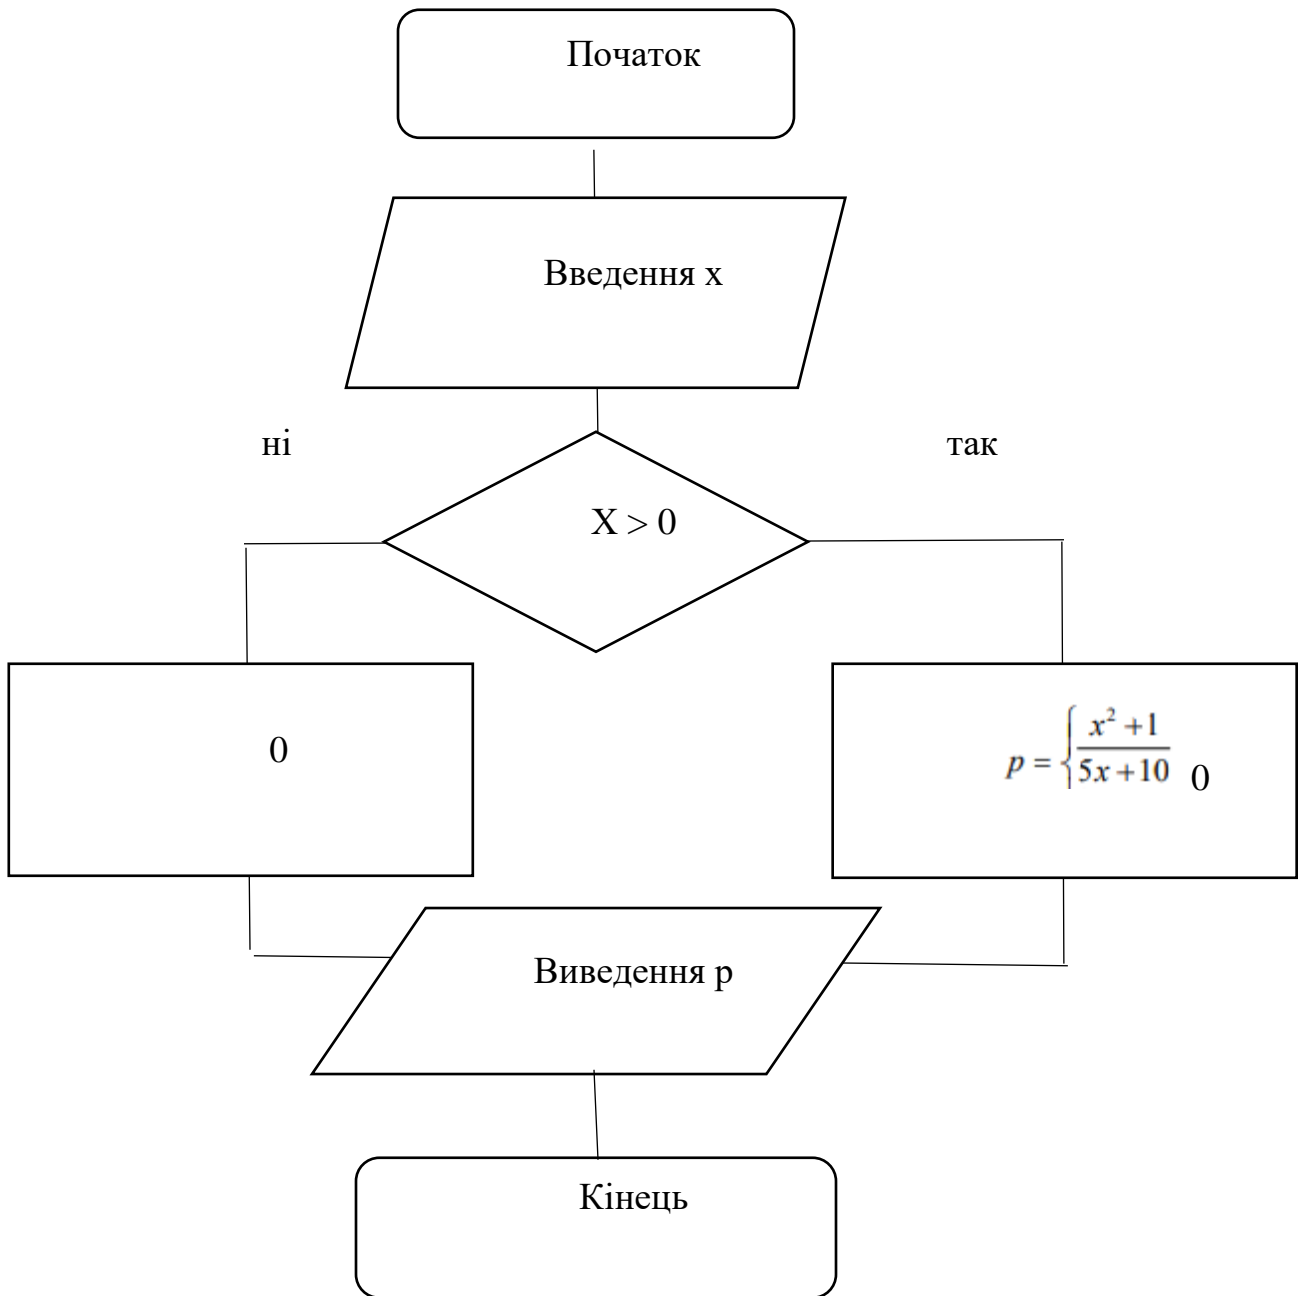 Початок
Введення х
ні
так
X > 0
0
p = { x² + 1 / 5x + 10 0
Виведення р
Кінець